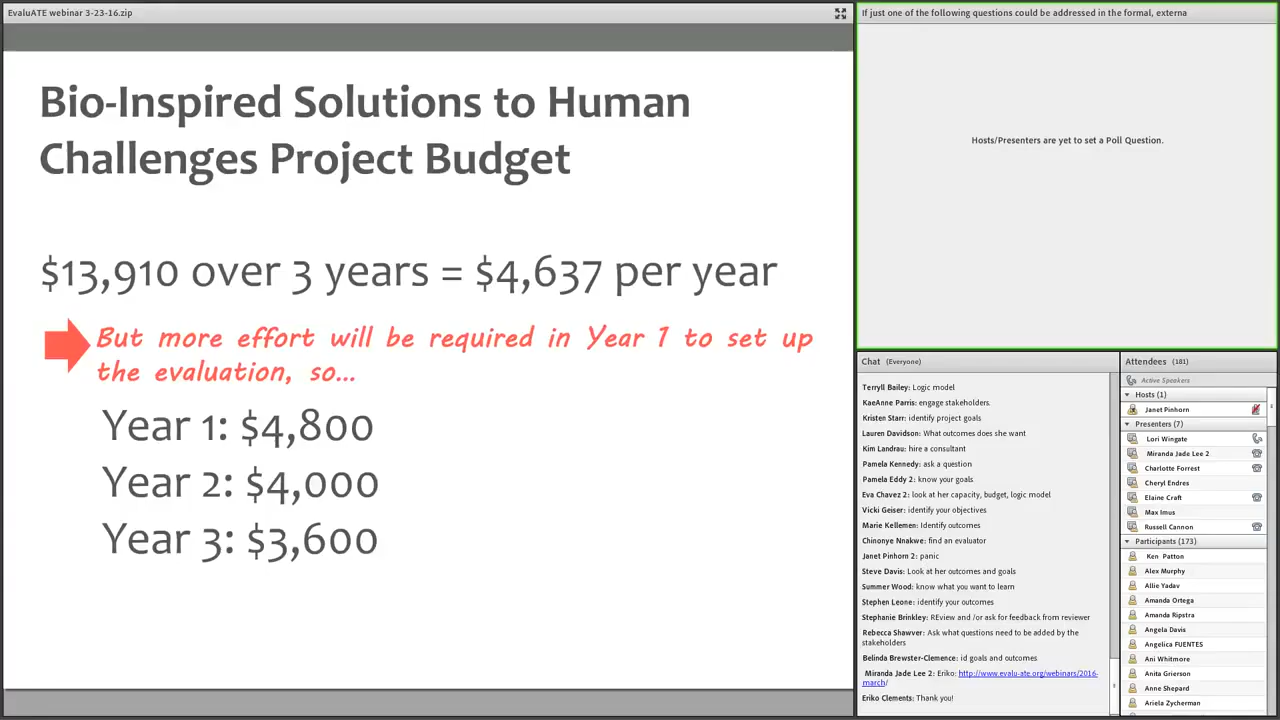 EvaluATE webinar 3-23-16.zip
Bio-Inspired Solutions to Human
Challenges Project Budget
$13,910 over 3 years = $4,637 per year
But more effort will be required in Year 1 to set up
the evaluation, so...
Year 1: $4,800
Year 2: $4,000
Year 3: $3,600
If just one of the following questions could be addressed in the formal, externa
Hosts/Presenters are yet to set a Poll Question.
Chat (Everyone)
Terryll Bailey: Logic model
KaeAnne Parris: engage stakeholders.
Kristen Starr: identify project goals
Lauren Davidson: What outcomes does she want
Kim Landrau: hire a consultant
Pamela Kennedy: ask a question
Pamela Eddy 2: know your goals
Eva Chavez 2: look at her capacity, budget, logic model
Vicki Geiser: identify your objectives
Marie Kellemen: Identify outcomes
Chinonye Nnakwe: find an evaluator
Janet Pinhorn 2: panic
Steve Davis: Look at her outcomes and goals
Summer Wood: know what you want to learn
Stephen Leone: identify your outcomes
Stephanie Brinkley: REview and /or ask for feedback from reviewer
Rebecca Shawver: Ask what questions need to be added by the
stakeholders
Belinda Brewster-Clemence: id goals and outcomes
Miranda Jade Lee 2: Eriko: http://www.evalu-ate.org/webinars/2016-
march/
Eriko Clements: Thank you!
Attendees (181)
Active Speakers
Hosts (1)
Janet Pinhorn
Presenters (7)
Lori Wingate
Miranda Jade Lee 2
Charlotte Forrest
Cheryl Endres
Elaine Craft
Max Imus
Russell Cannon
Participants (173)
Ken Patton
Alex Murphy
Allie Yadav
Amanda Ortega
Amanda Ripstra
Angela Davis
Angelica FUENTES
Ani Whitmore
Anita Grierson
Anne Shepard
Ariela Zycherman